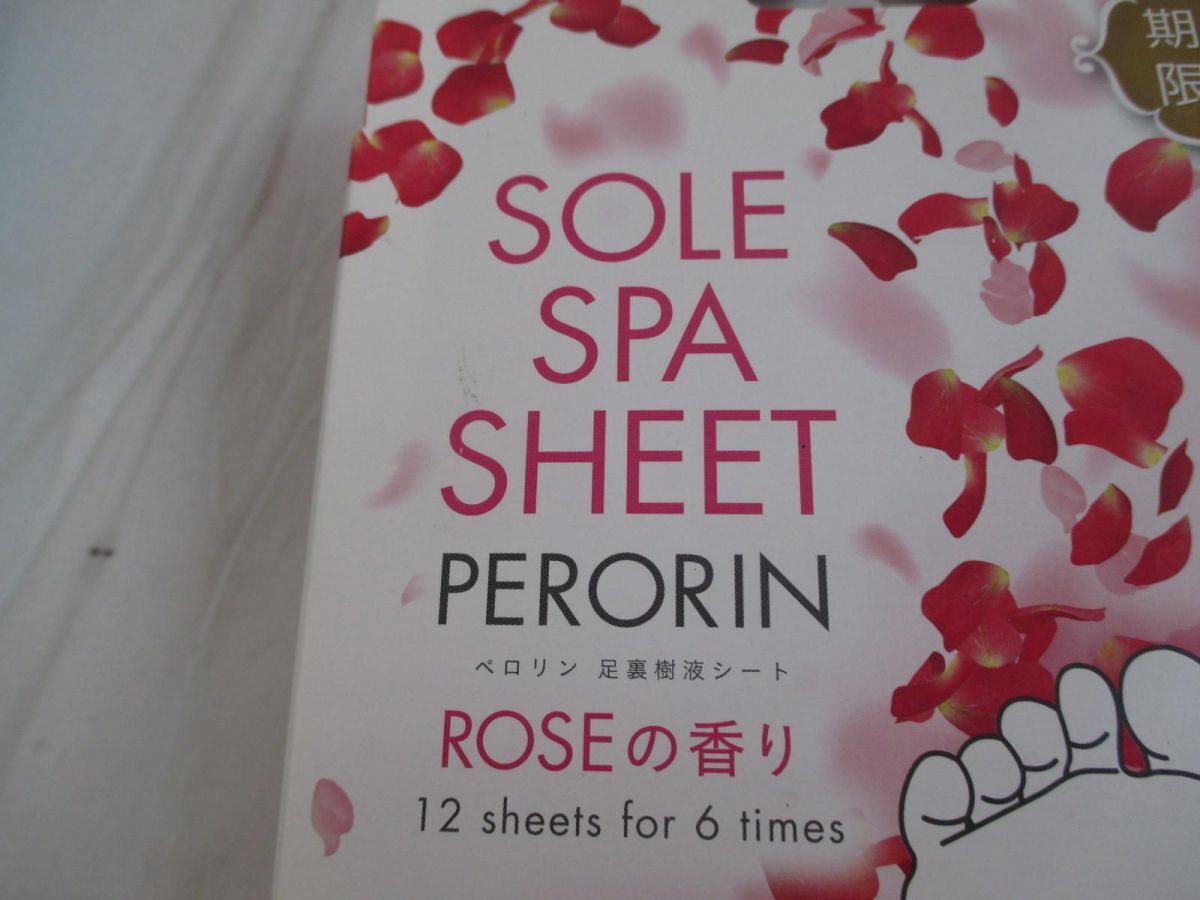 期
限
SOLE
SPA
SHEET
PERORIN
ペロリン 足裏樹液シート
ROSEの香り
12 sheets for 6 times